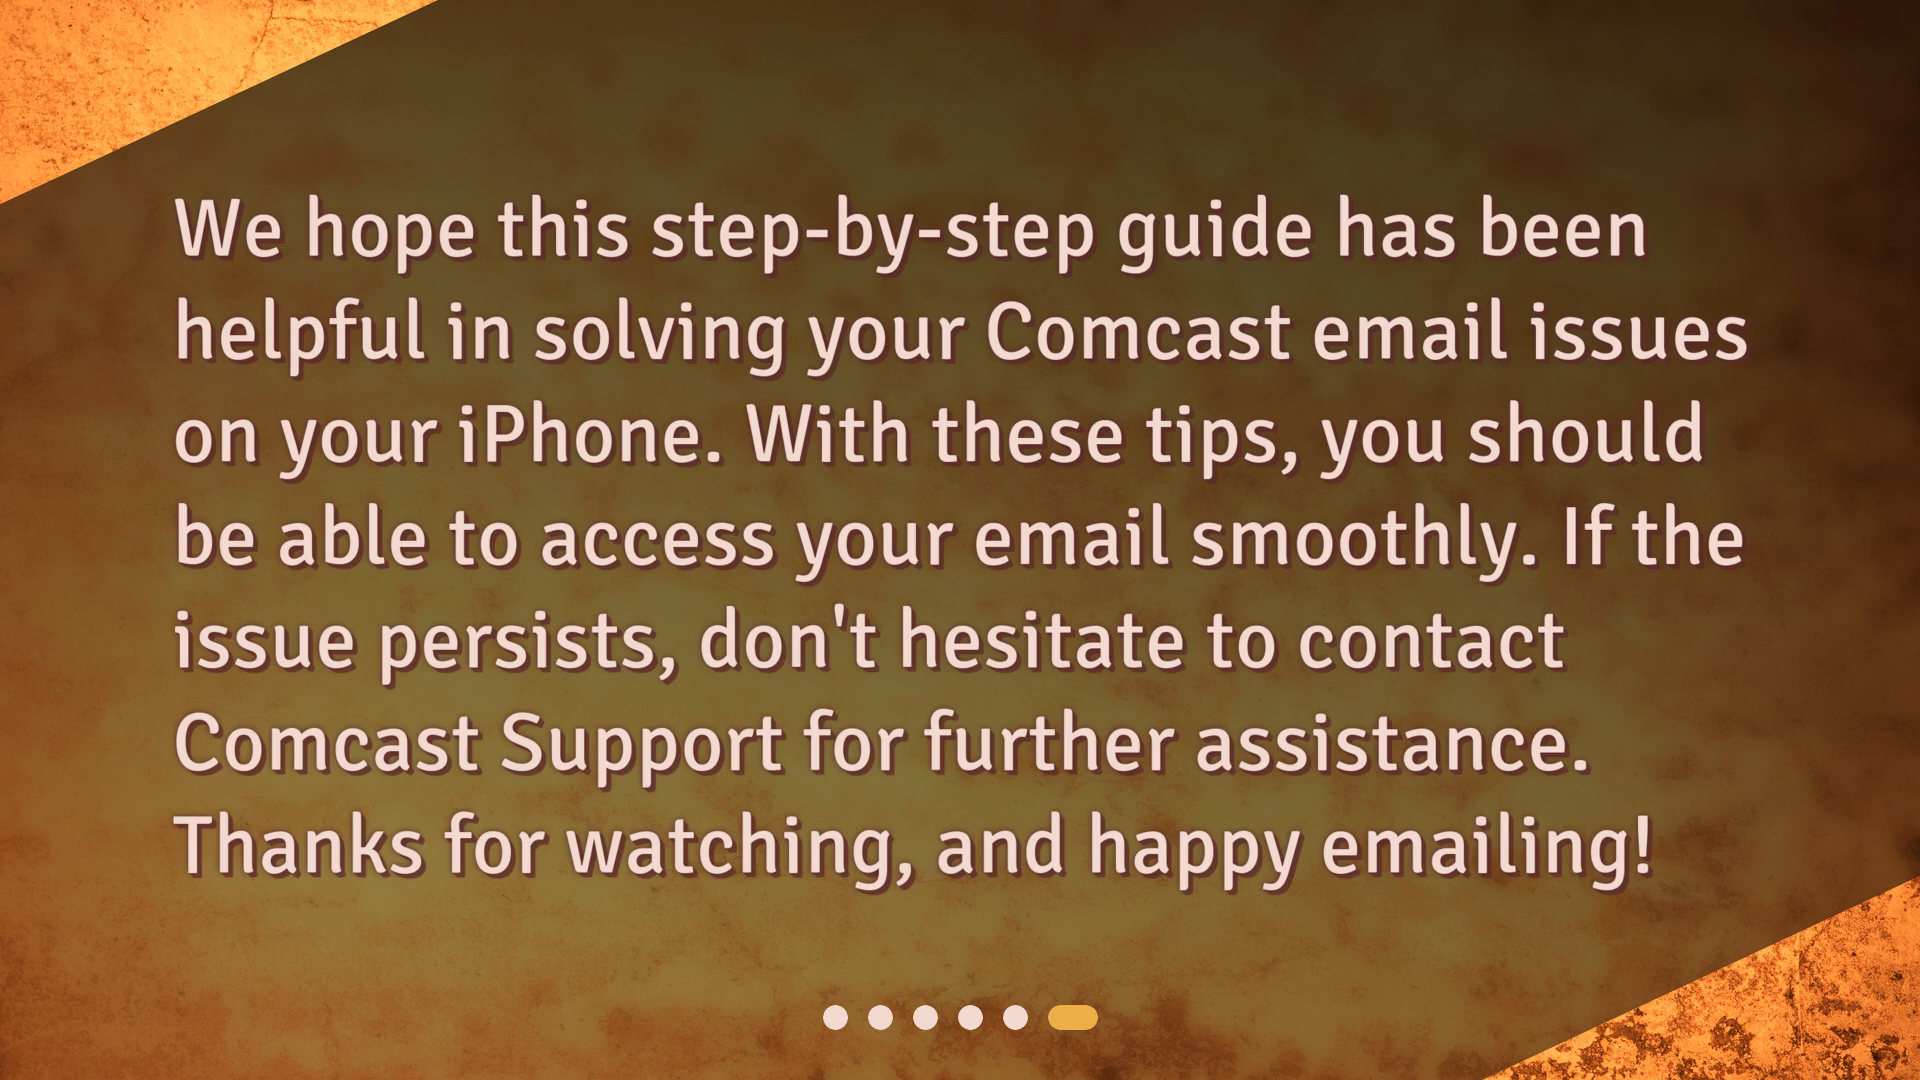 We hope this step-by-step guide has been
helpful in solving your Comcast email issues
on your iPhone. With these tips, you should
be able to access your email smoothly. If the
issue persists, don't hesitate to contact
Comcast Support for further assistance.
Thanks for watching, and happy emailing!